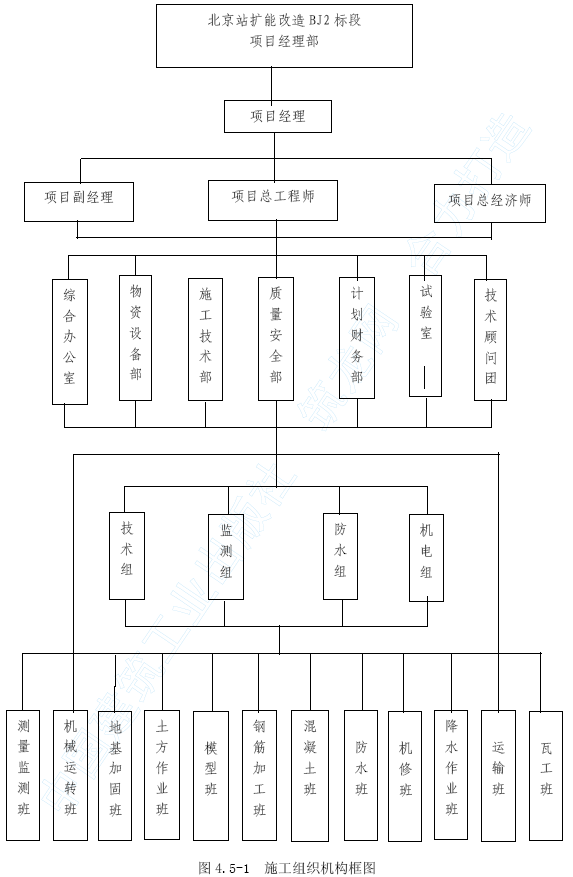 北京站扩能改造 BJ2 标段
项目经理部
项目经理
项目副经理
项目总工程师
项目总经济师
综合办公室
物资设备部
施工技术部
质量安全部
计划财务部
试验室
技术顾问团
技术组
监测组
防水组
机电组
测量监测班
机械运转班
地基加固班
土方作业班
模型班
钢筋加工班
混凝土班
防水班
机修班
降水作业班
运输班
瓦工班
图 4.5-1 施工组织机构框图